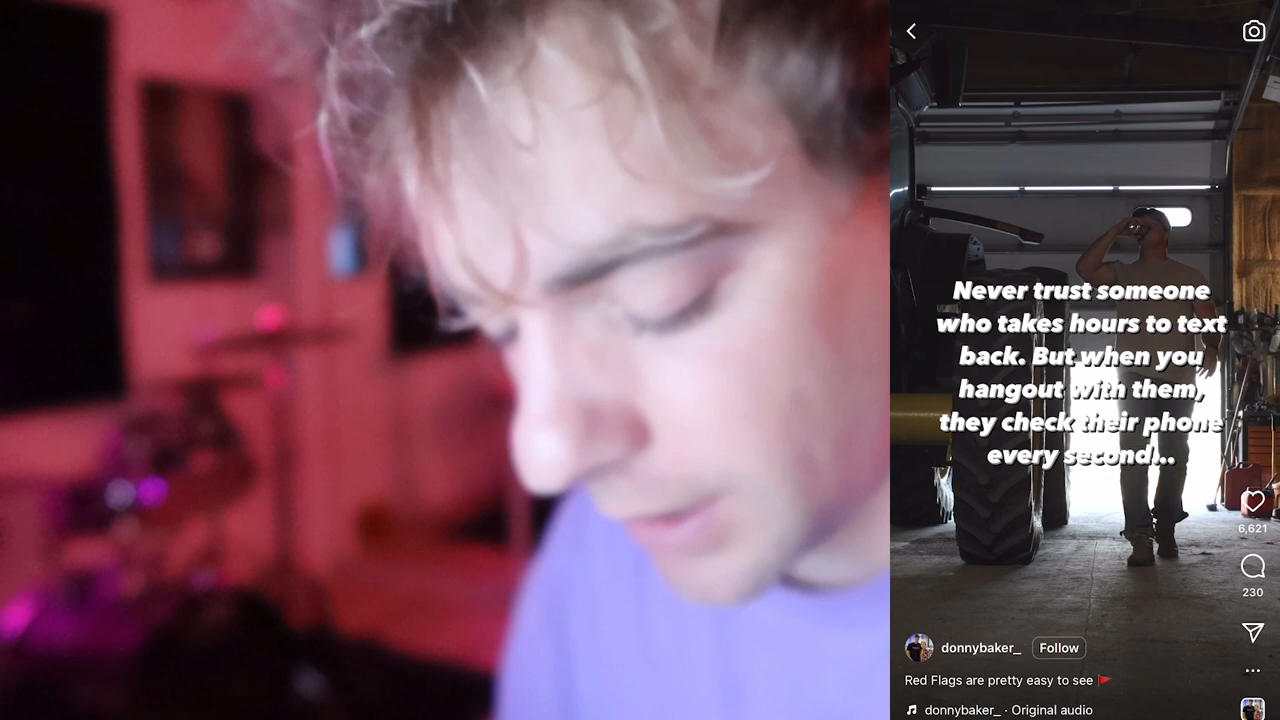 Never trust someone
who takes hours to text
back. But when you
hangout with them,
they check their phone
every second...
6,621
230
donnybaker_ Follow
Red Flags are pretty easy to see 🚩
donnybaker_ · Original audio